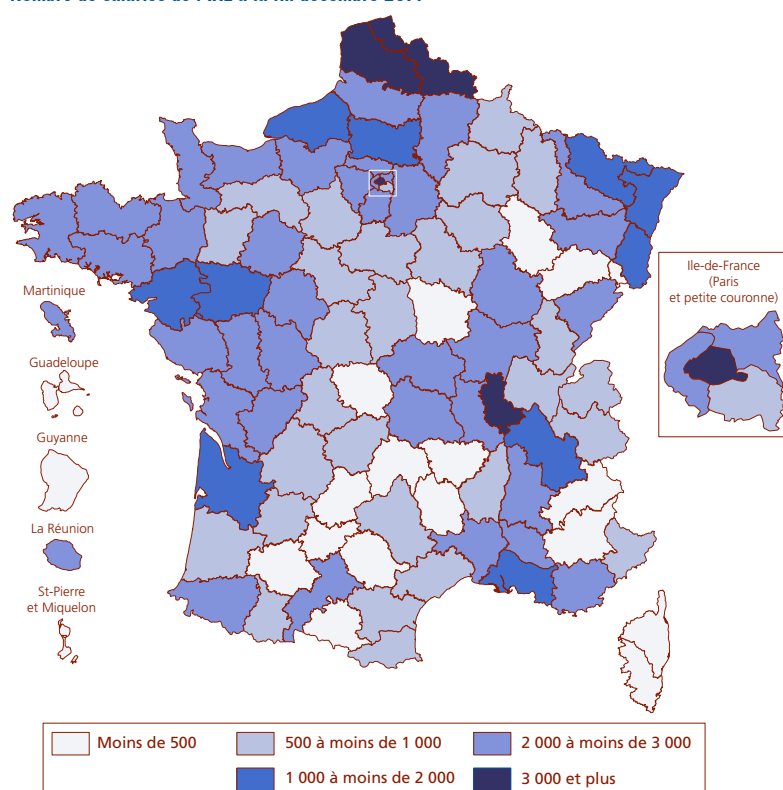 Ile-de-France
(Paris
et petite couronne)
Martinique
Guadeloupe
Guyanne
La Réunion
St-Pierre
et Miquelon
Moins de 500
500 à moins de 1 000
2 000 à moins de 3 000
1 000 à moins de 2 000
3 000 et plus